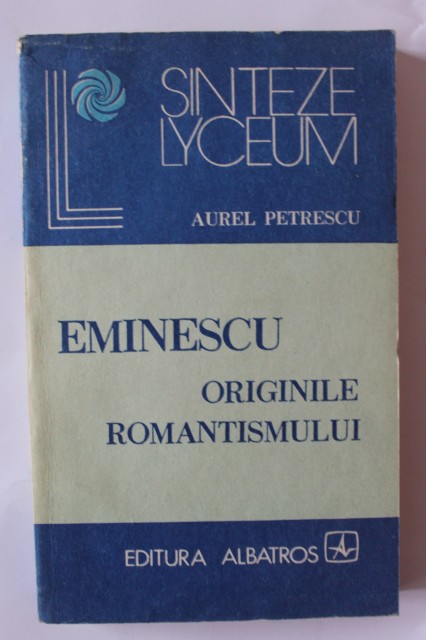 SINTEZE
LYCEUM
AUREL PETRESCU
EMINESCU
ORIGINILE
ROMANTISMULUI
EDITURA ALBATROS